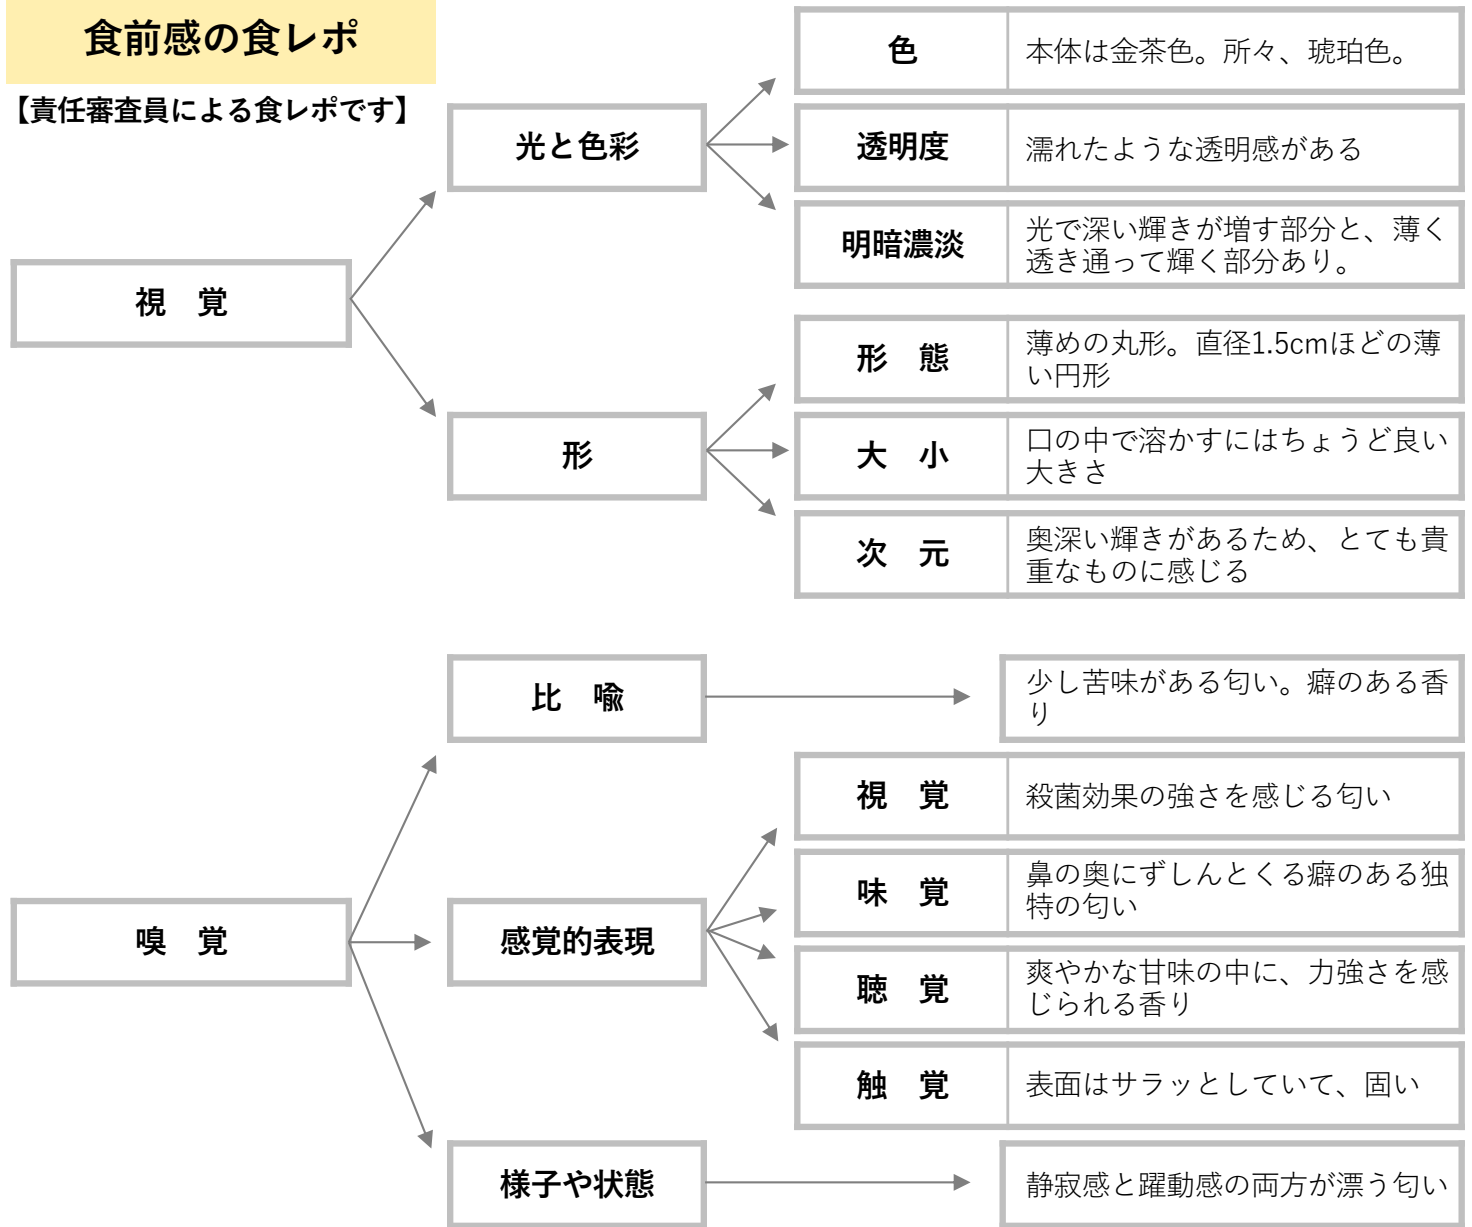 食前感の食レポ
【責任審査員による食レポです】
視　覚
光と色彩
色
本体は金茶色。所々、琥珀色。
透明度
濡れたような透明感がある
明暗濃淡
光で深い輝きが増す部分と、薄く
透き通って輝く部分あり。
形
形　態
薄めの丸形。直径1.5cmほどの薄
い円形
大　小
口の中で溶かすにはちょうど良い
大きさ
次　元
奥深い輝きがあるため、とても貴
重なものに感じる
嗅　覚
比　喩
少し苦味がある匂い。癖のある香
り
感覚的表現
視　覚
殺菌効果の強さを感じる匂い
味　覚
鼻の奥にずしんとくる癖のある独
特の匂い
聴　覚
爽やかな甘味の中に、力強さを感
じられる香り
触　覚
表面はサラッとしていて、固い
様子や状態
静寂感と躍動感の両方が漂う匂い